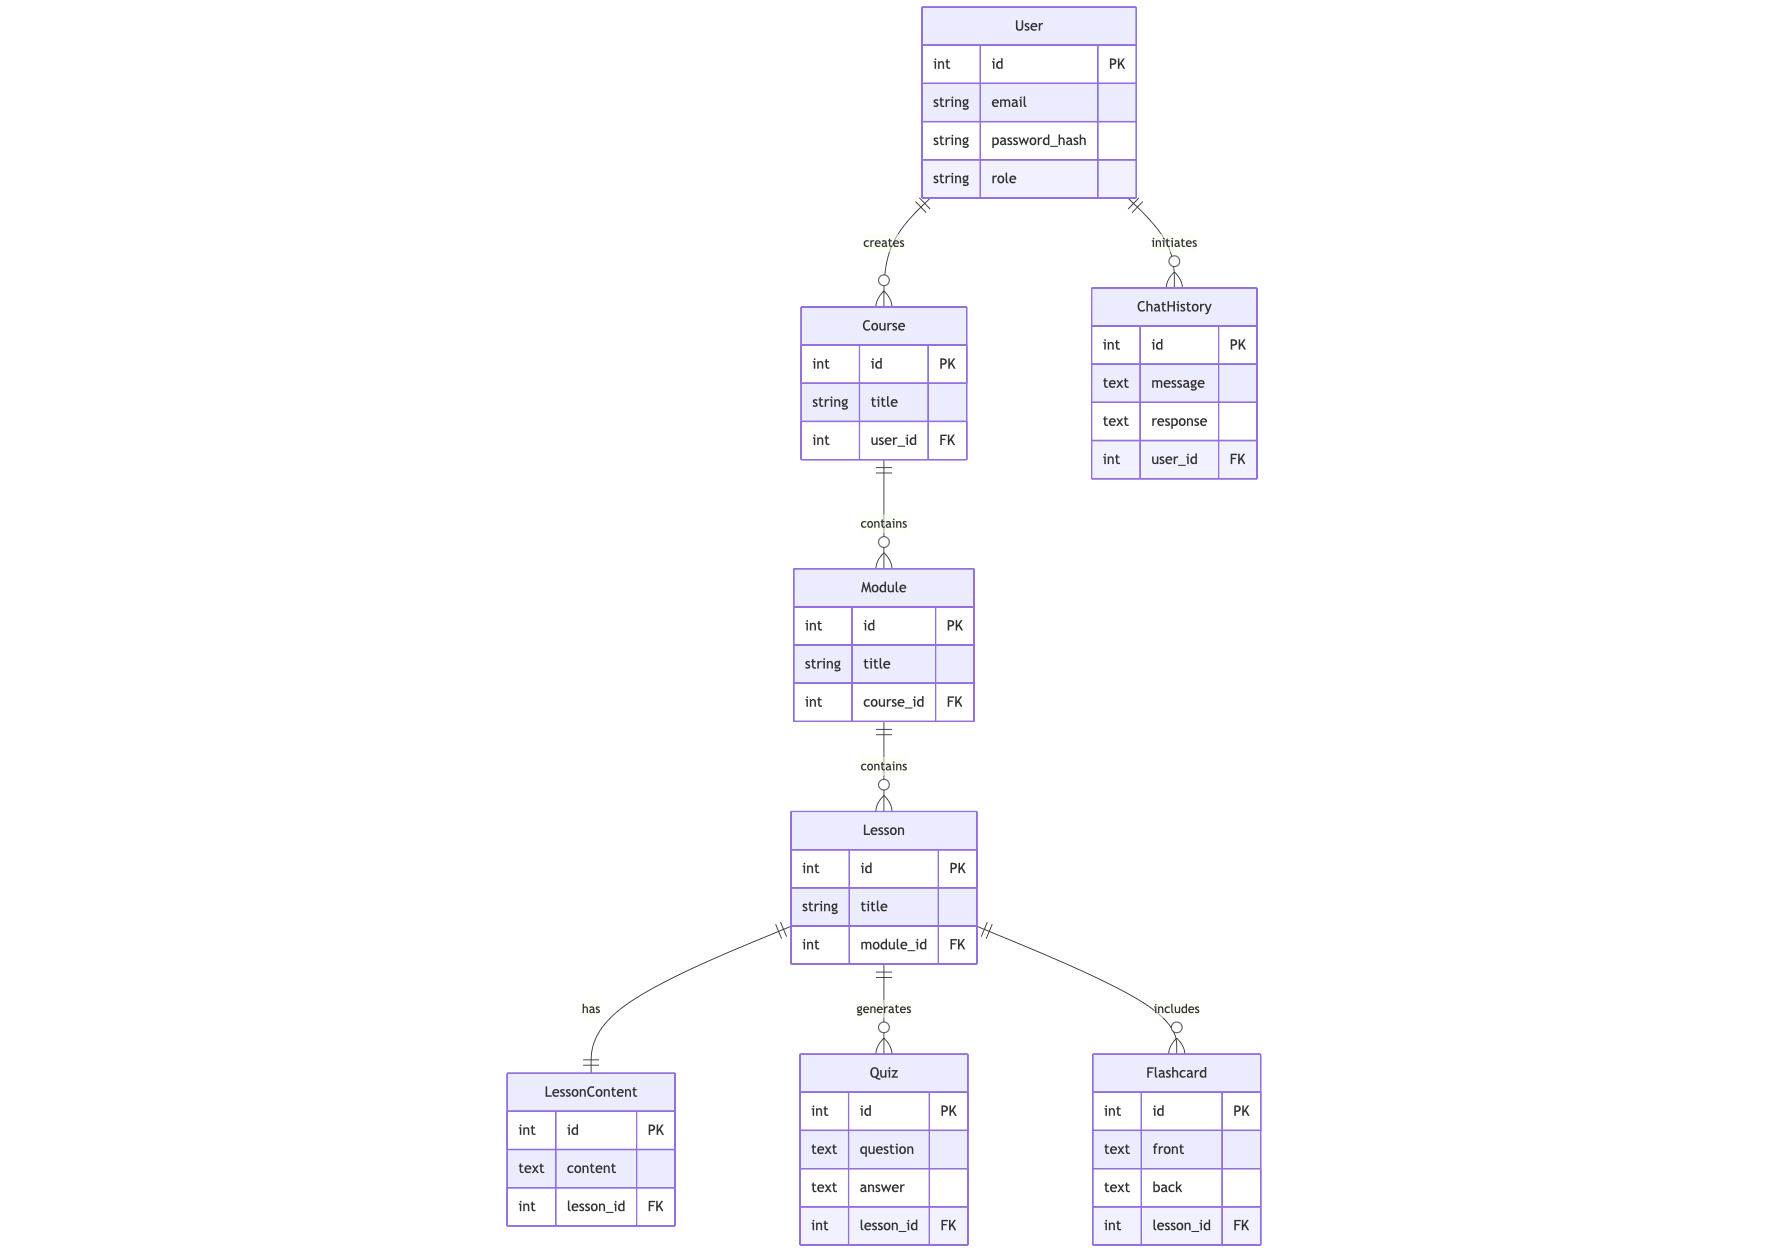 User
int id PK
string email
string password_hash
string role
creates
initiates
Course
int id PK
string title
int user_id FK
ChatHistory
int id PK
text message
text response
int user_id FK
contains
Module
int id PK
string title
int course_id FK
contains
Lesson
int id PK
string title
int module_id FK
has
generates
includes
LessonContent
int id PK
text content
int lesson_id FK
Quiz
int id PK
text question
text answer
int lesson_id FK
Flashcard
int id PK
text front
text back
int lesson_id FK